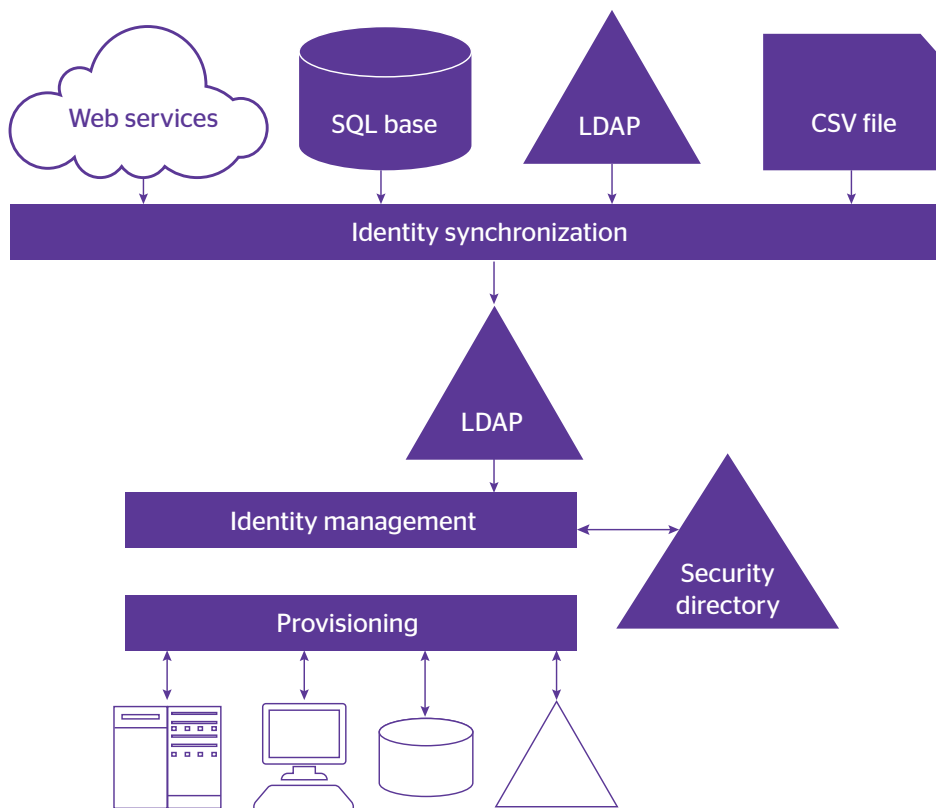 Web services
SQL base
LDAP
CSV file
Identity synchronization
LDAP
Identity management
Security
directory
Provisioning